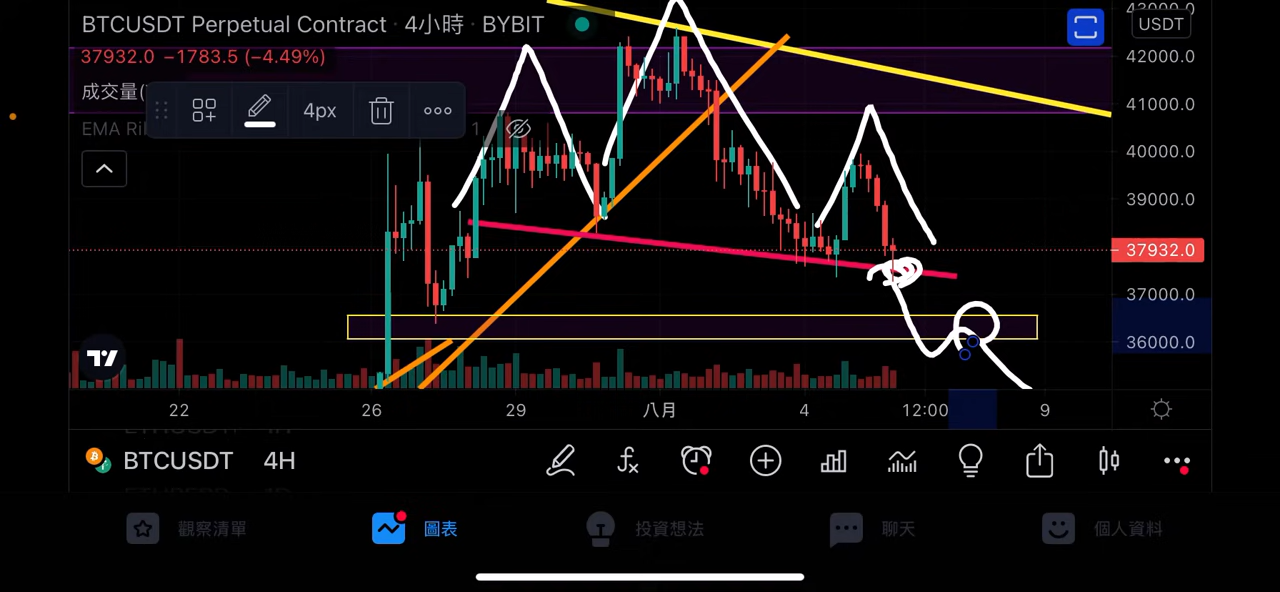 43000.0
BTCUSDT Perpetual Contract · 4小時 · BYBIT
USDT
37932.0 −1783.5 (−4.49%)
42000.0
成交量(
4px
41000.0
EMA Ri
1
40000.0
39000.0
37932.0
37000.0
36000.0
22 26 29 八月 4 12:00 9
BTCUSDT 4H
觀察清單 圖表 投資想法 聊天 個人資料